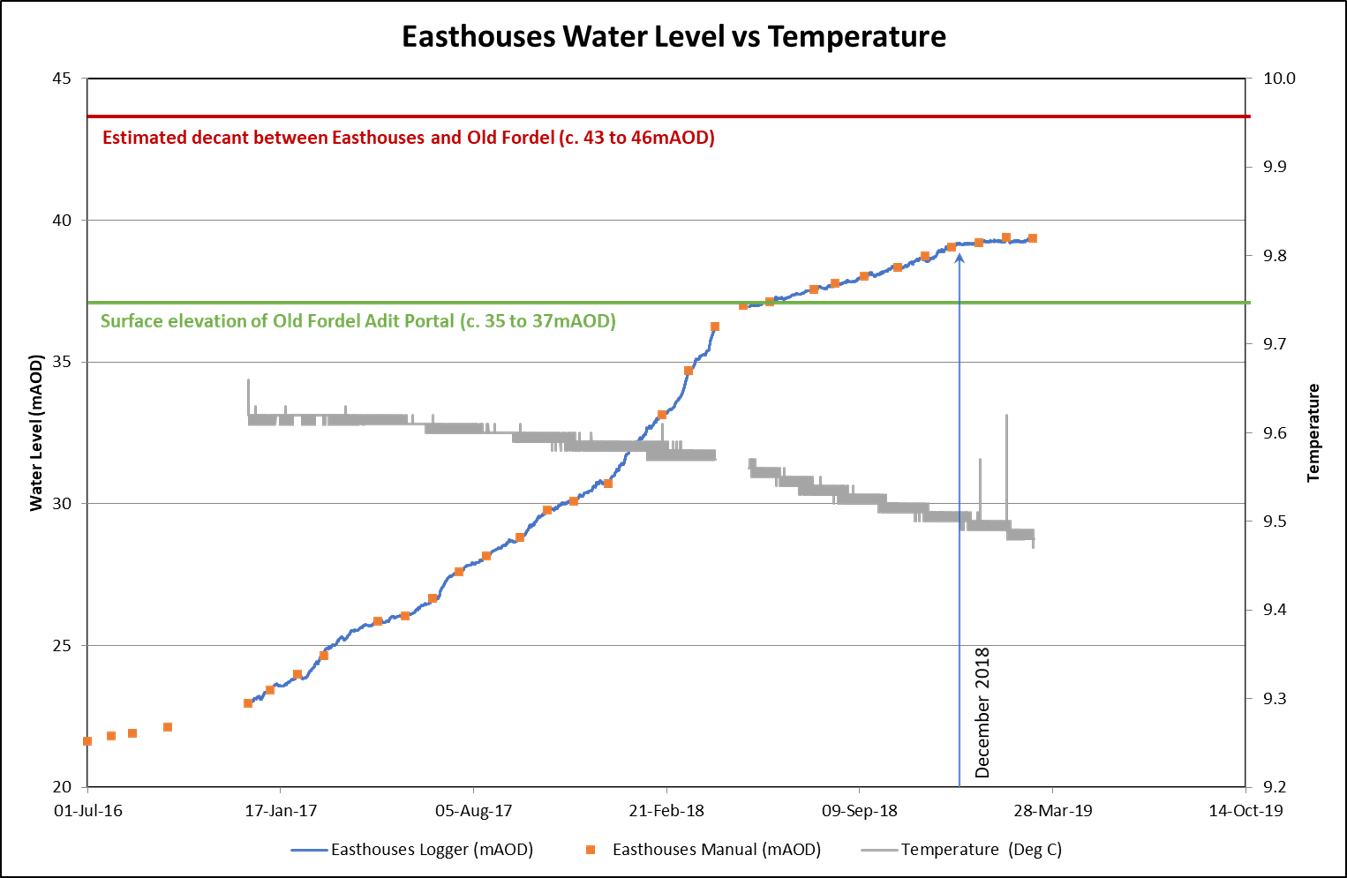 Easthouses Water Level vs Temperature
45
10.0
Estimated decant between Easthouses and Old Fordel (c. 43 to 46mAOD)
9.9
40
9.8
Surface elevation of Old Fordel Adit Portal (c. 35 to 37mAOD)
9.7
35
Water Level (mAOD)
Temperature
9.6
30
9.5
9.4
25
9.3
December 2018
20
9.2
01-Jul-16 17-Jan-17 05-Aug-17 21-Feb-18 09-Sep-18 28-Mar-19 14-Oct-19
Easthouses Logger (mAOD) Easthouses Manual (mAOD) Temperature (Deg C)